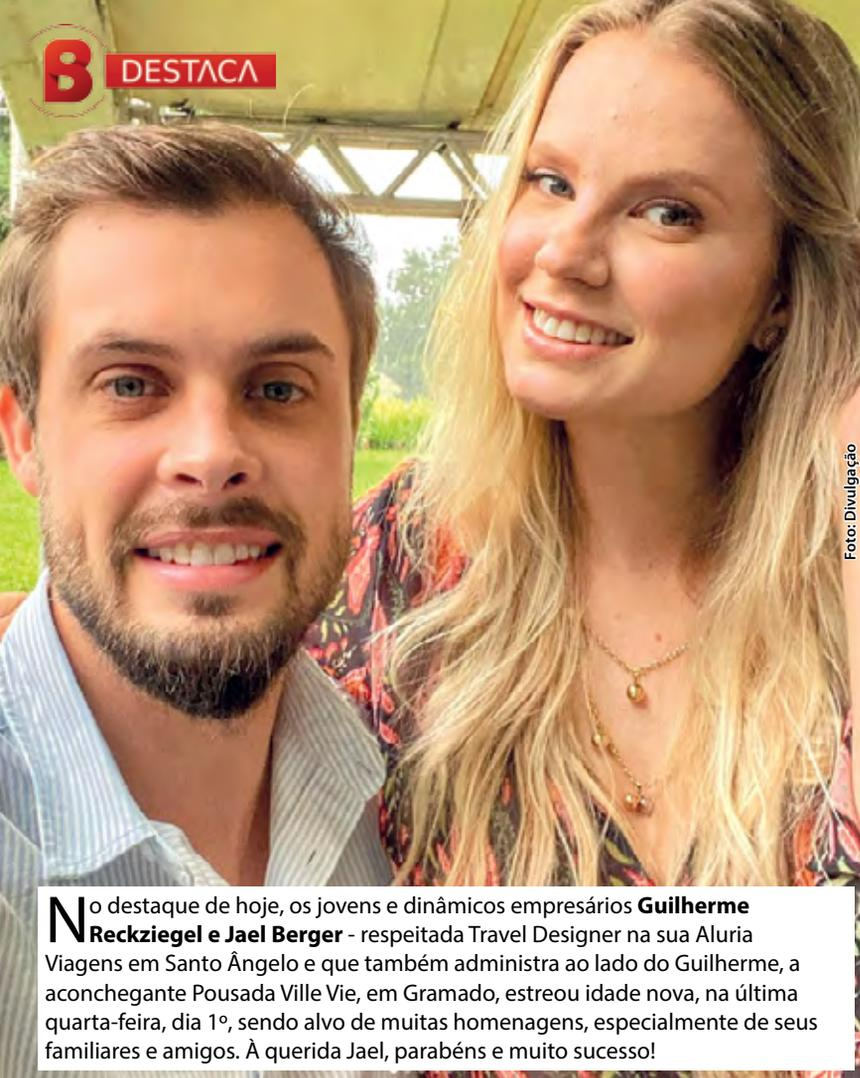 B DESTACA
Foto: Divulgação
No destaque de hoje, os jovens e dinâmicos empresários Guilherme
Reckziegel e Jael Berger - respeitada Travel Designer na sua Aluria
Viagens em Santo Ângelo e que também administra ao lado do Guilherme, a
aconchegante Pousada Ville Vie, em Gramado, estreou idade nova, na última
quarta-feira, dia 1º, sendo alvo de muitas homenagens, especialmente de seus
familiares e amigos. À querida Jael, parabéns e muito sucesso!